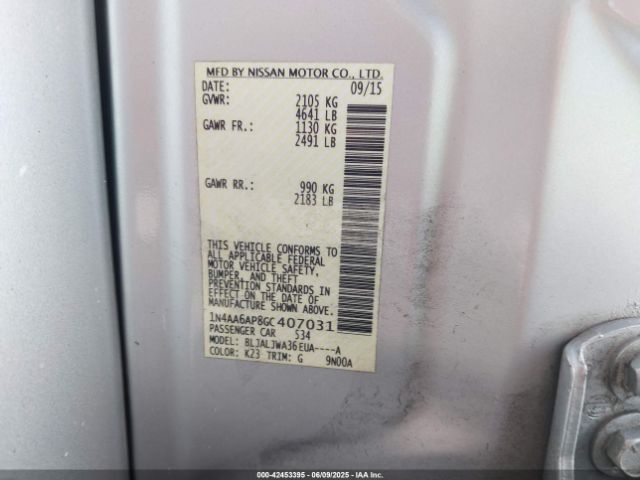 MFD BY NISSAN MOTOR CO., LTD.
DATE: 09/15
GVWR: 2105 KG
4641 LB
GAWR FR.: 1130 KG
2491 LB
GAWR RR.: 990 KG
2183 LB
THIS VEHICLE CONFORMS TO
ALL APPLICABLE FEDERAL
MOTOR VEHICLE SAFETY,
BUMPER, AND THEFT
PREVENTION STANDARDS IN
EFFECT ON THE DATE OF
MANUFACTURE SHOWN ABOVE.
1N4AA6AP8GC407031
PASSENGER CAR 534
MODEL: BLJALJWA36EUA----A
COLOR: K23 TRIM: G 9N00A
000-42453395 - 06/09/2025 - IAA Inc.